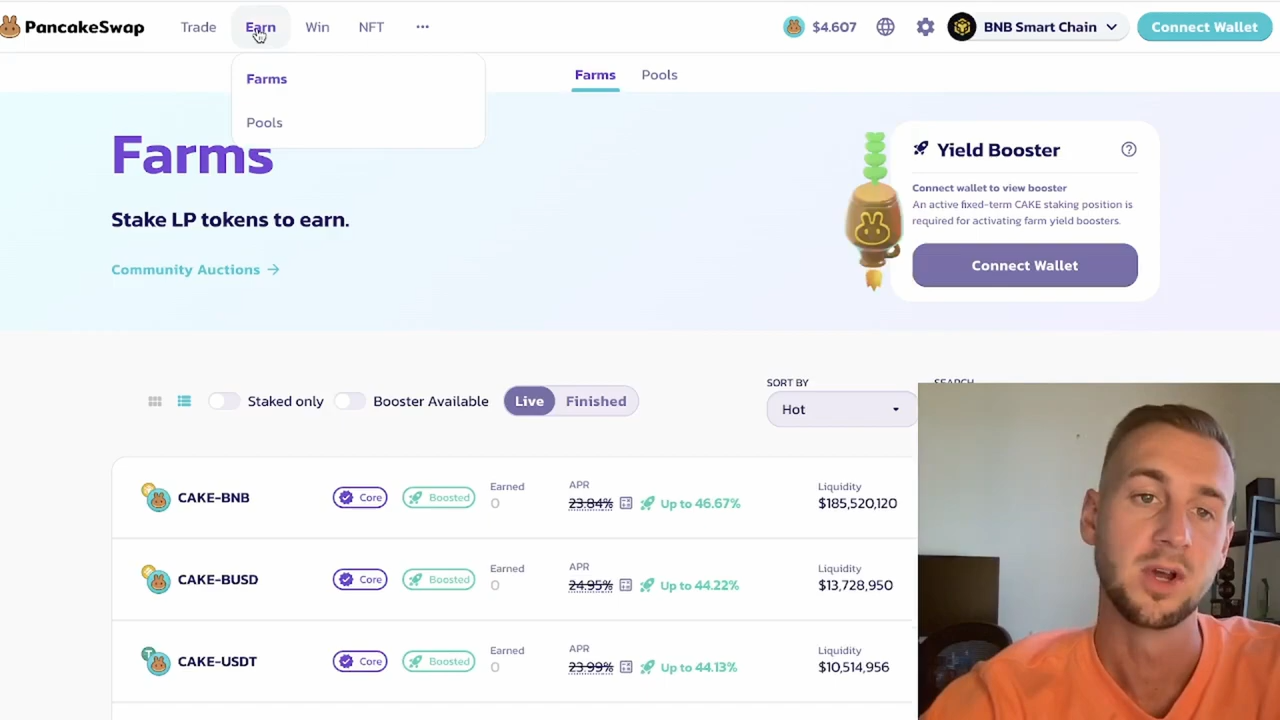 PancakeSwap Trade Earn Win NFT $4.607 BNB Smart Chain Connect Wallet
Farms
Pools
Farms Pools
Farms
Stake LP tokens to earn.
Community Auctions
Yield Booster
Connect wallet to view booster
An active fixed-term CAKE staking position is
required for activating farm yield boosters.
Connect Wallet
Staked only Booster Available Live Finished
SORT BY
Hot
SEARCH
CAKE-BNB Core Boosted
Earned
0
APR
23.84% Up to 46.67%
Liquidity
$185,520,120
CAKE-BUSD Core Boosted
Earned
0
APR
24.95% Up to 44.22%
Liquidity
$13,728,950
CAKE-USDT Core Boosted
Earned
0
APR
23.99% Up to 44.13%
Liquidity
$10,514,956